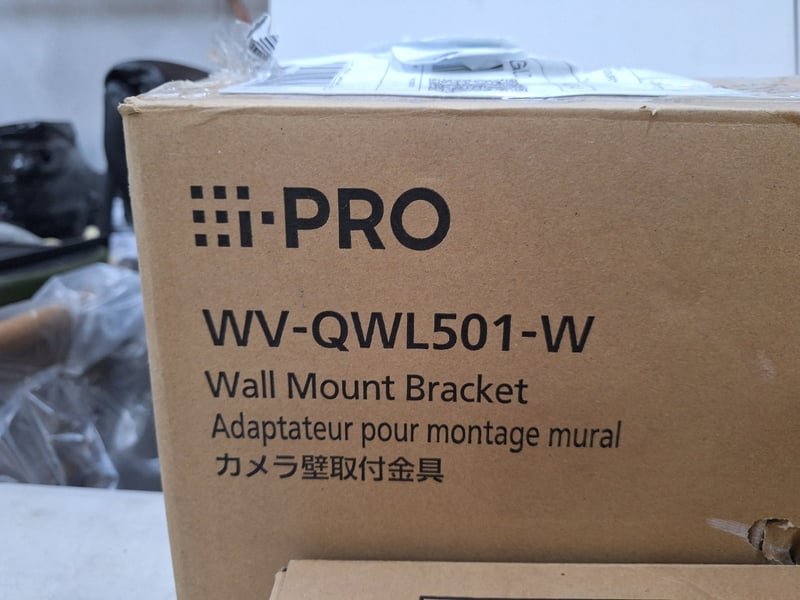 i-PRO
WV-QWL501-W
Wall Mount Bracket
Adaptateur pour montage mural
カメラ壁取付金具